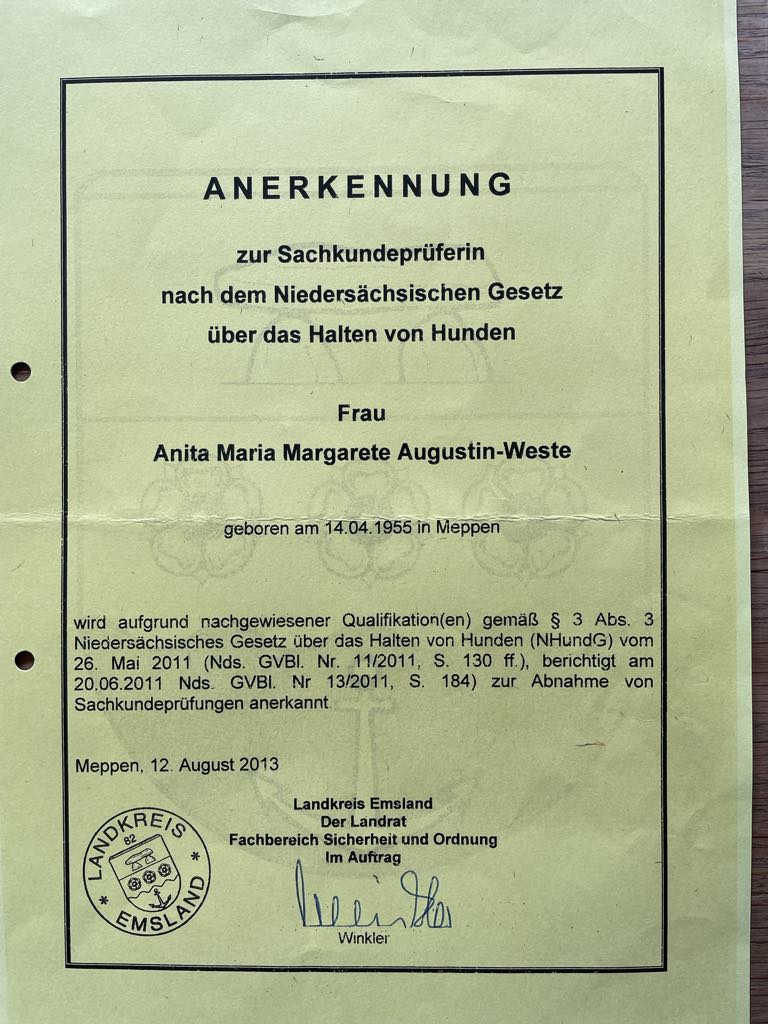 ANERKENNUNG
zur Sachkundeprüferin
nach dem Niedersächsischen Gesetz
über das Halten von Hunden
Frau
Anita Maria Margarete Augustin-Weste
geboren am 14.04.1955 in Meppen
wird aufgrund nachgewiesener Qualifikation(en) gemäß § 3 Abs. 3
Niedersächsisches Gesetz über das Halten von Hunden (NHundG) vom
26. Mai 2011 (Nds. GVBl. Nr. 11/2011, S. 130 ff.), berichtigt am
20.06.2011 Nds. GVBl. Nr 13/2011, S. 184) zur Abnahme von
Sachkundeprüfungen anerkannt.
Meppen, 12. August 2013
Landkreis Emsland
Der Landrat
Fachbereich Sicherheit und Ordnung
Im Auftrag
Winkler
LANDKREIS
82
* EMSLAND *